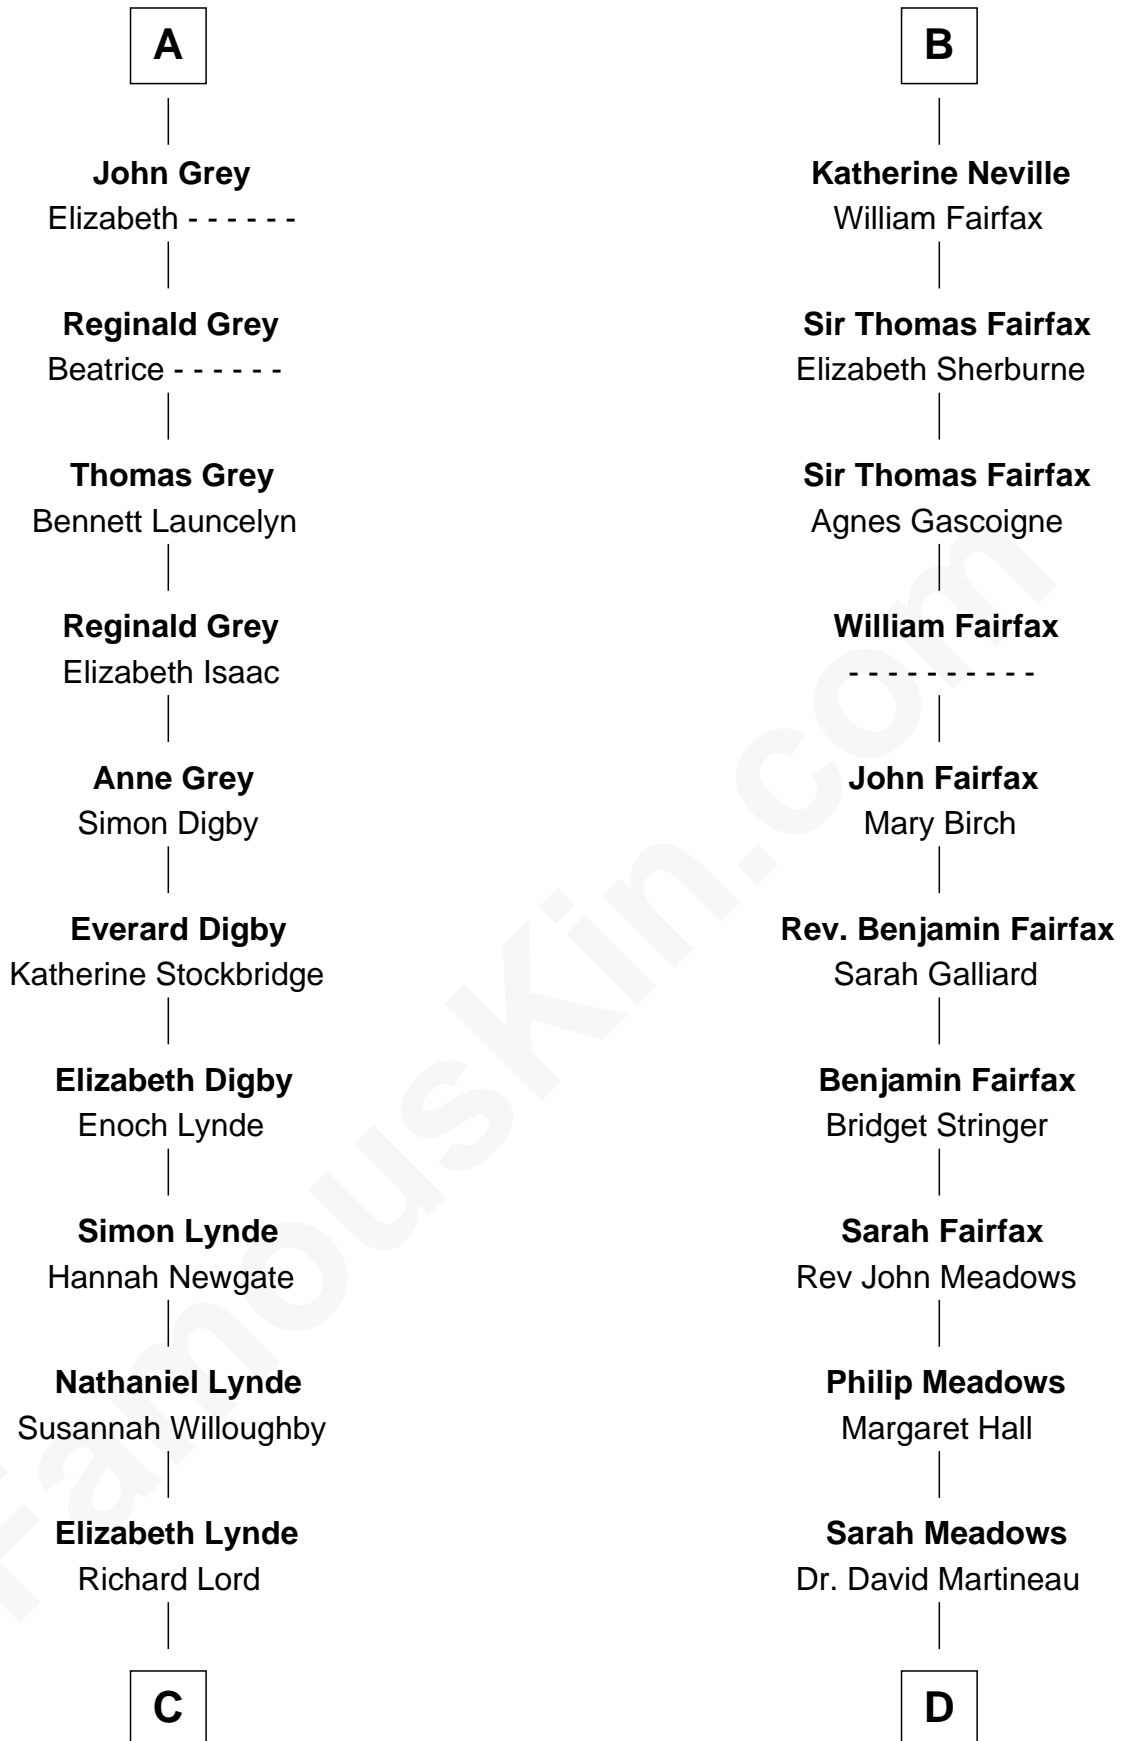 A
John Grey
Elizabeth - - - - - -
Reginald Grey
Beatrice - - - - - -
Thomas Grey
Bennett Launcelyn
Reginald Grey
Elizabeth Isaac
Anne Grey
Simon Digby
Everard Digby
Katherine Stockbridge
Elizabeth Digby
Enoch Lynde
Simon Lynde
Hannah Newgate
Nathaniel Lynde
Susannah Willoughby
Elizabeth Lynde
Richard Lord
C
B
Katherine Neville
William Fairfax
Sir Thomas Fairfax
Elizabeth Sherburne
Sir Thomas Fairfax
Agnes Gascoigne
William Fairfax
- - - - - - - - - -
John Fairfax
Mary Birch
Rev. Benjamin Fairfax
Sarah Galliard
Benjamin Fairfax
Bridget Stringer
Sarah Fairfax
Rev John Meadows
Philip Meadows
Margaret Hall
Sarah Meadows
Dr. David Martineau
D
FamousKin.com